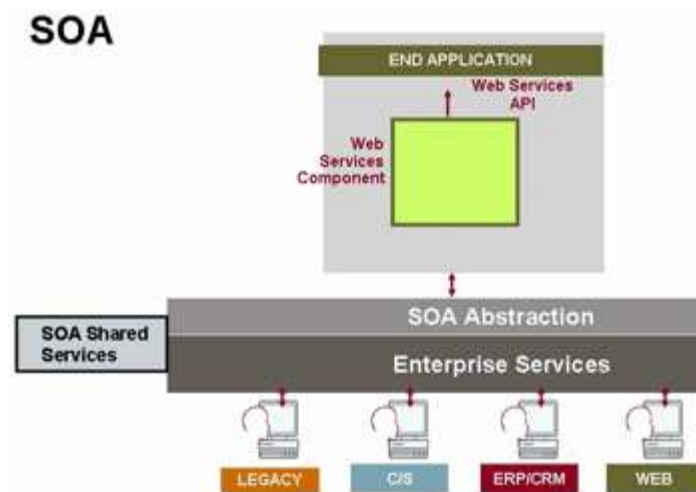 SOA
END APPLICATION
Web Services
API
Web
Services
Component
SOA Abstraction
SOA Shared
Services
Enterprise Services
LEGACY
C/S
ERP/CRM
WEB